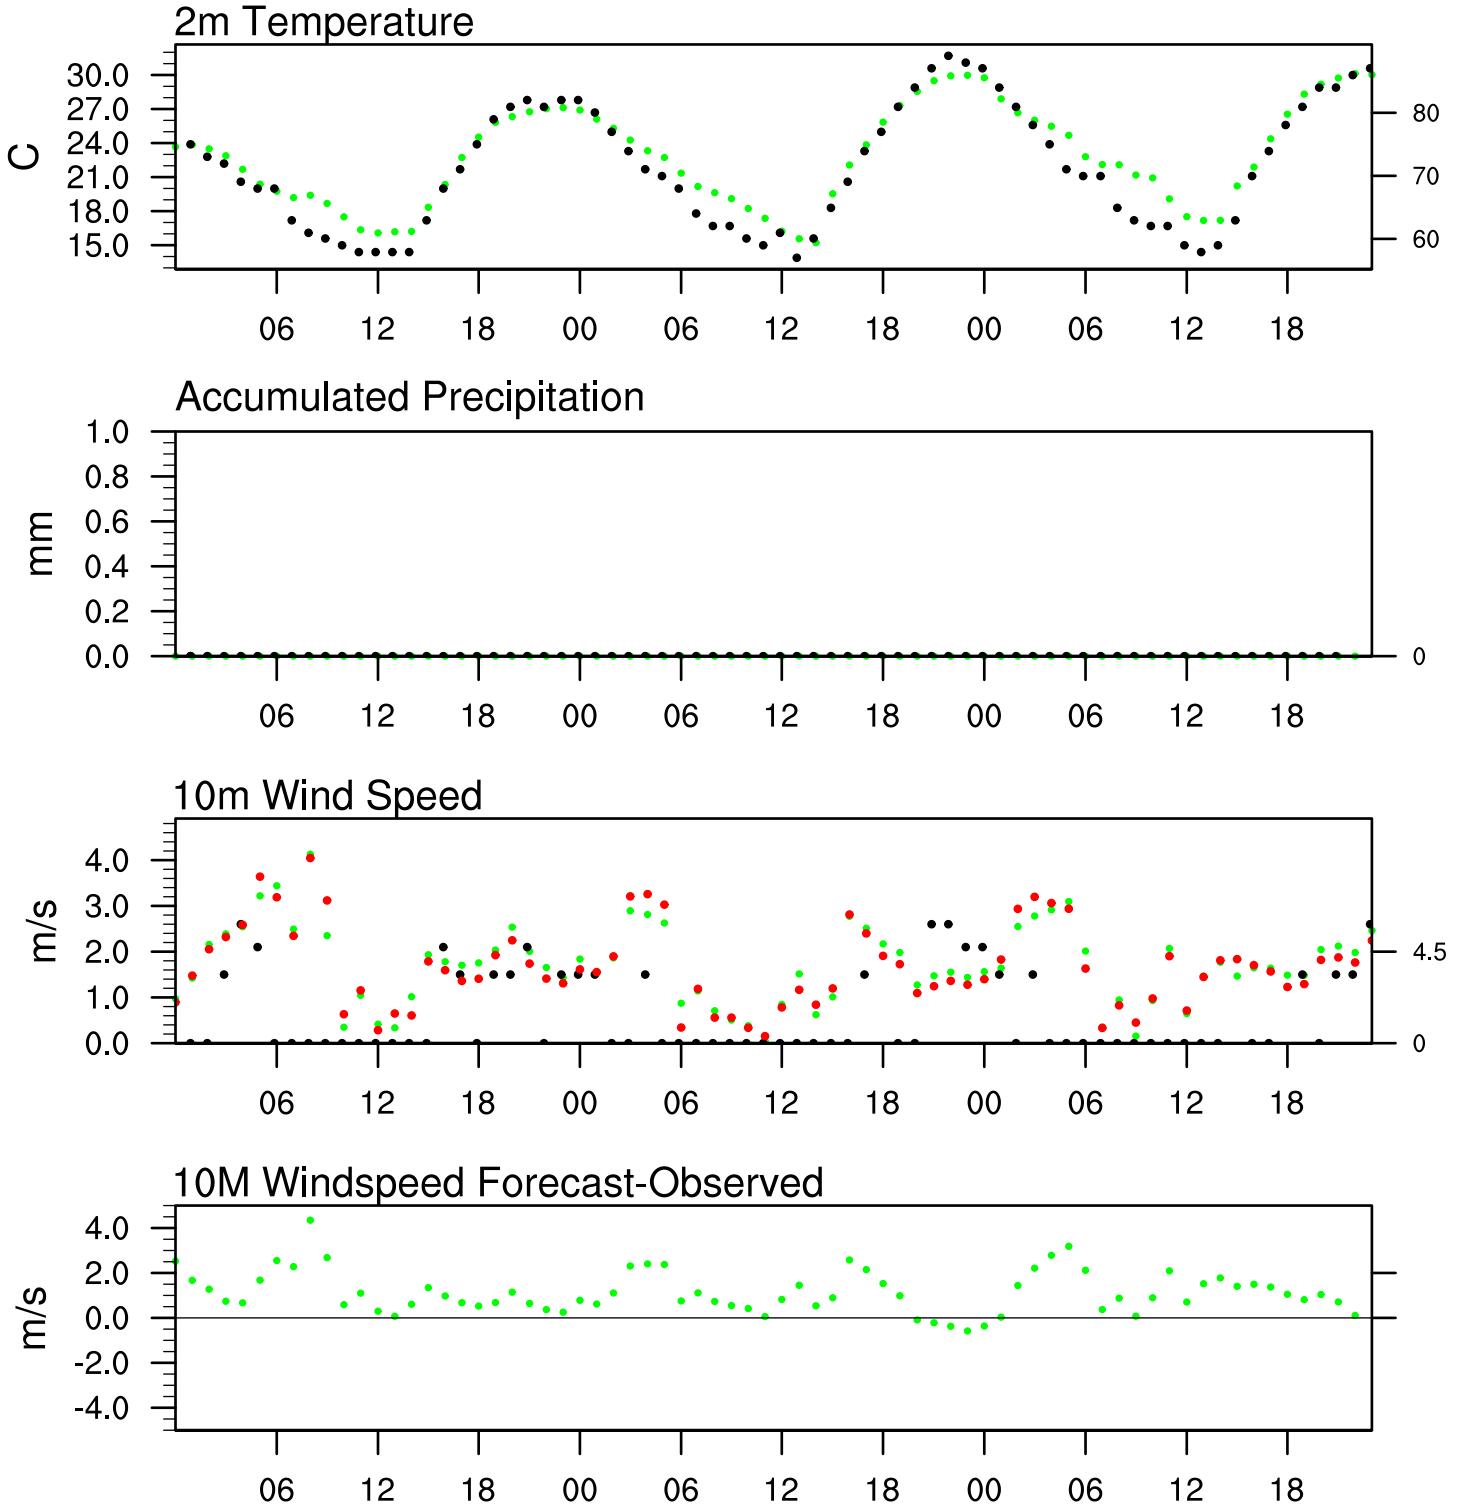 2m Temperature
30.0
27.0
24.0
21.0
18.0
15.0
C
80
70
60
06 12 18 00 06 12 18 00 06 12 18
Accumulated Precipitation
1.0
0.8
0.6
0.4
0.2
0.0
mm
0
06 12 18 00 06 12 18 00 06 12 18
10m Wind Speed
4.0
3.0
2.0
1.0
0.0
m/s
4.5
0
06 12 18 00 06 12 18 00 06 12 18
10M Windspeed Forecast-Observed
4.0
2.0
0.0
-2.0
-4.0
m/s
06 12 18 00 06 12 18 00 06 12 18